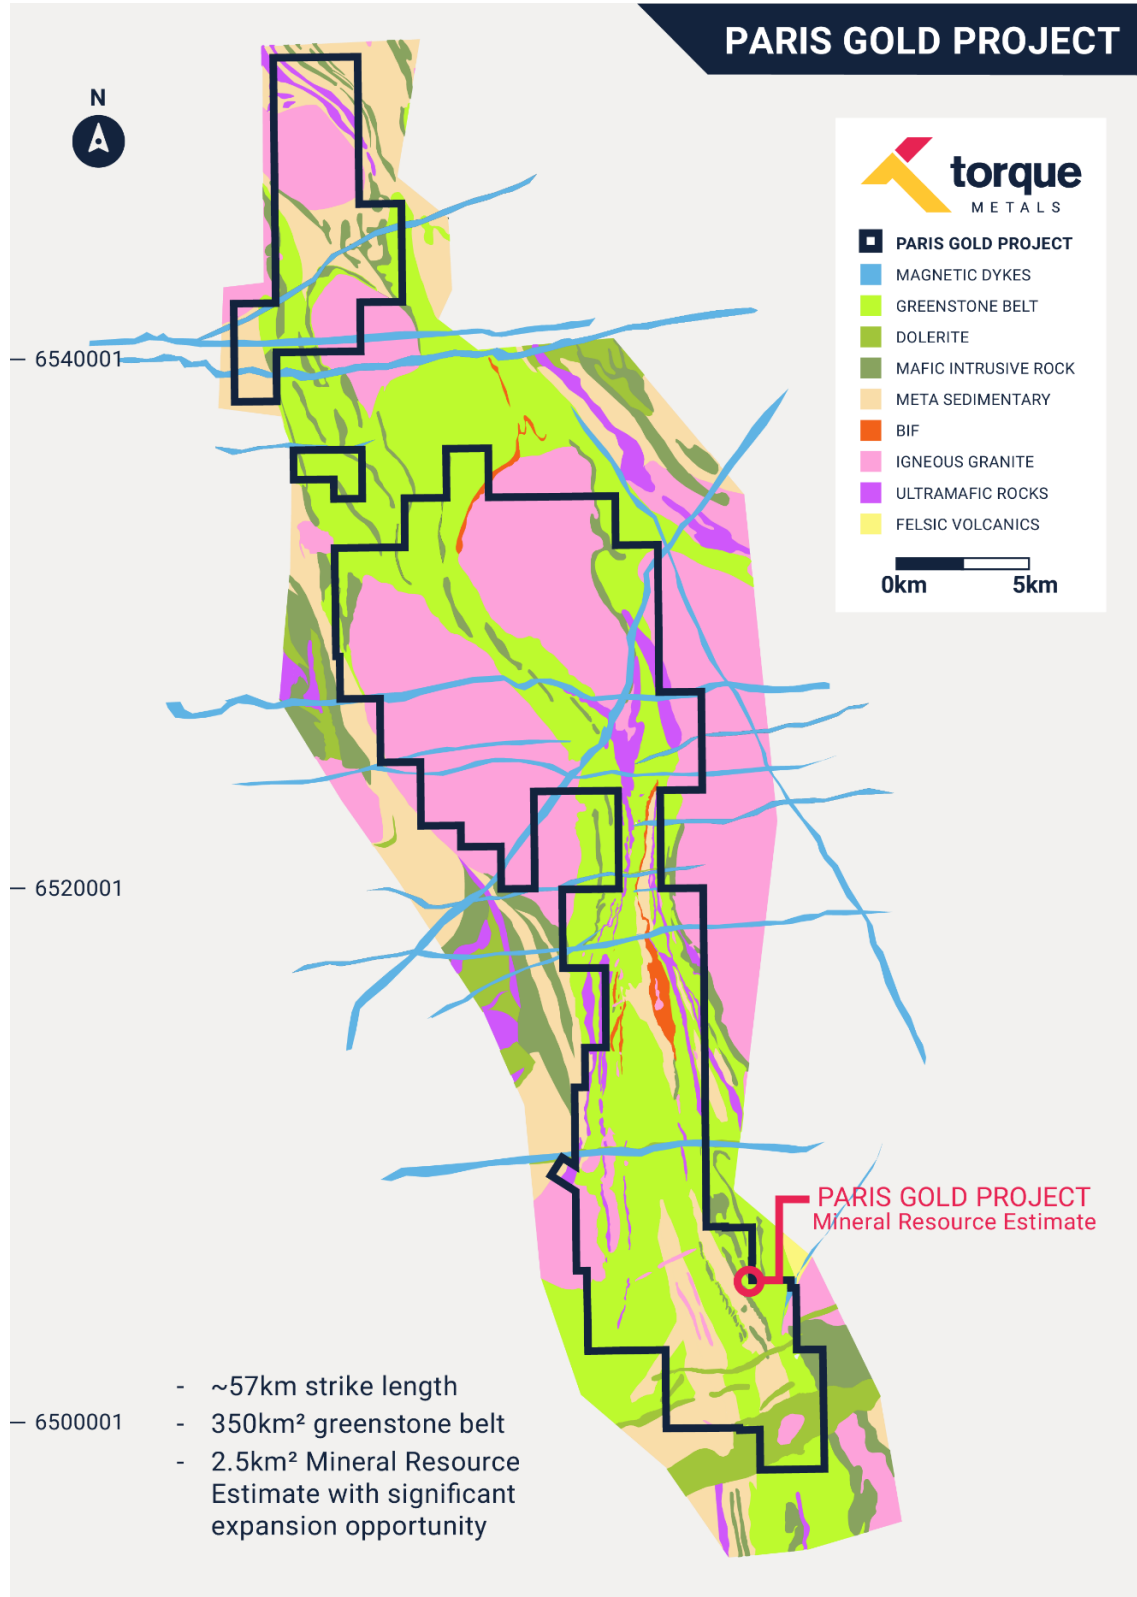 PARIS GOLD PROJECT
N
torque
METALS
PARIS GOLD PROJECT
MAGNETIC DYKES
GREENSTONE BELT
DOLERITE
MAFIC INTRUSIVE ROCK
META SEDIMENTARY
BIF
IGNEOUS GRANITE
ULTRAMAFIC ROCKS
FELSIC VOLCANICS
0km 5km
6540001
6520001
PARIS GOLD PROJECT
Mineral Resource Estimate
6500001
- ~57km strike length
- 350km² greenstone belt
- 2.5km² Mineral Resource
Estimate with significant
expansion opportunity